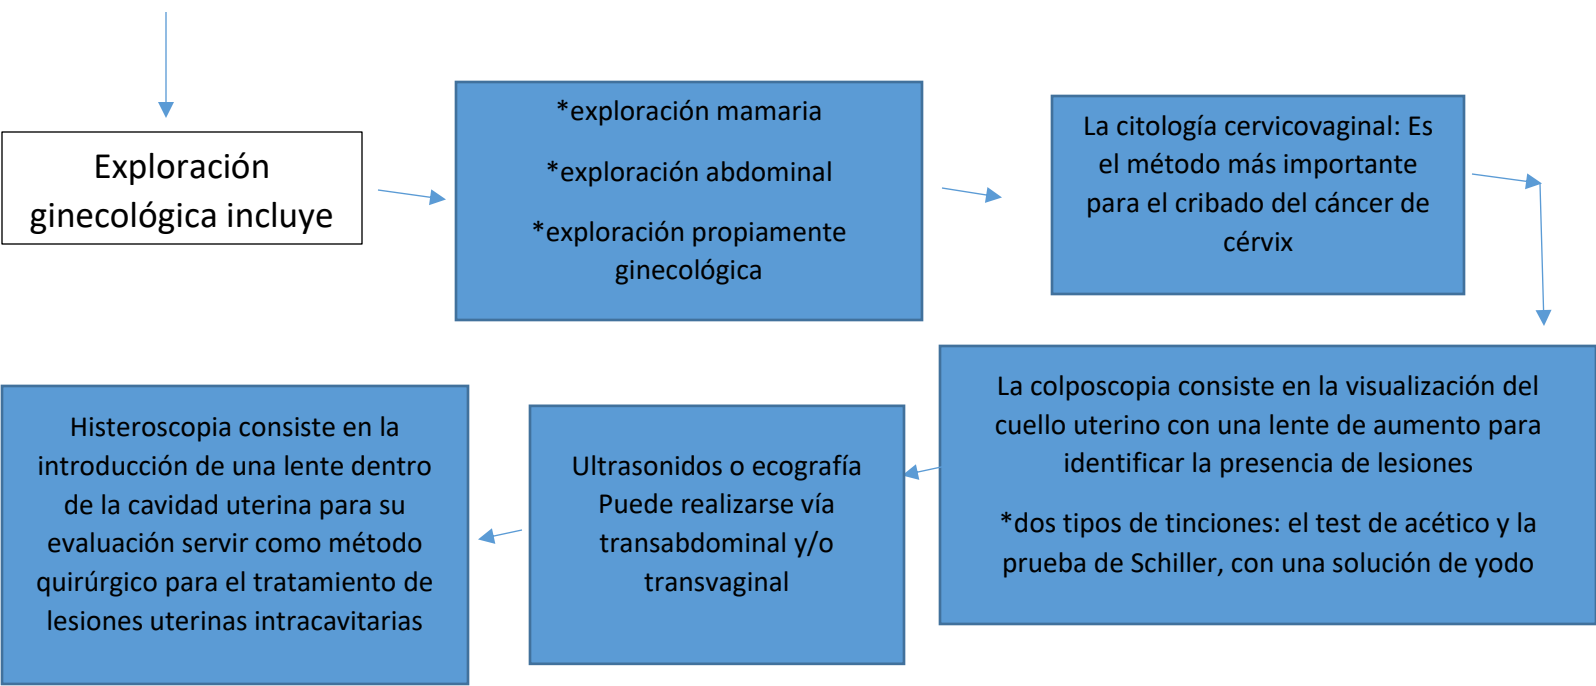 Exploración
ginecológica incluye
*exploración mamaria
*exploración abdominal
*exploración propiamente
ginecológica
La citología cervicovaginal: Es
el método más importante
para el cribado del cáncer de
cérvix
La colposcopia consiste en la visualización del
cuello uterino con una lente de aumento para
identificar la presencia de lesiones
*dos tipos de tinciones: el test de acético y la
prueba de Schiller, con una solución de yodo
Ultrasonidos o ecografía
Puede realizarse vía
transabdominal y/o
transvaginal
Histeroscopia consiste en la
introducción de una lente dentro
de la cavidad uterina para su
evaluación servir como método
quirúrgico para el tratamiento de
lesiones uterinas intracavitarias